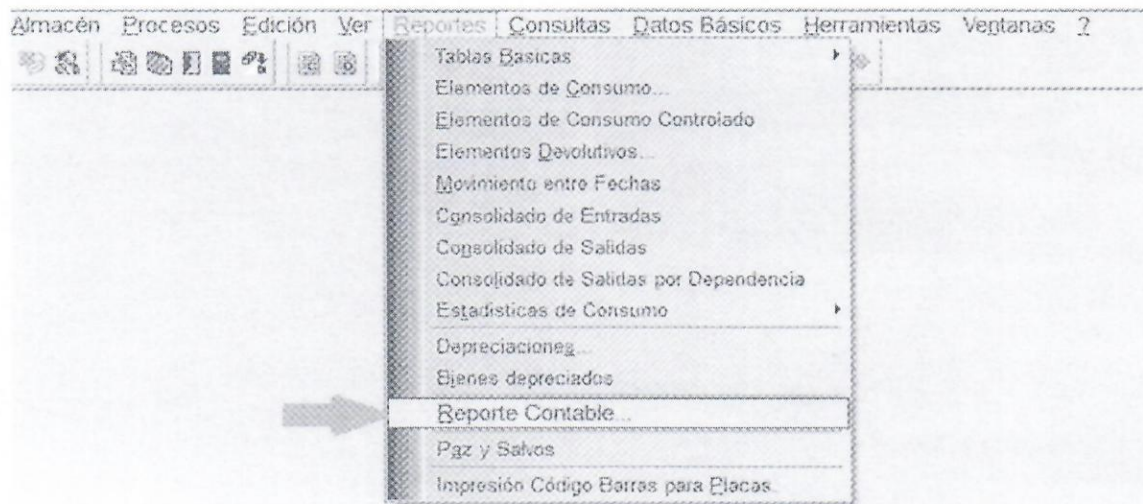 Almacén Procesos Edición Ver Reportes Consultas Datos Básicos Herramientas Ventanas ?
Tablas Basicas
Elementos de Consumo...
Elementos de Consumo Controlado
Elementos Devolutivos...
Movimiento entre Fechas
Consolidado de Entradas
Consolidado de Salidas
Consolidado de Salidas por Dependencia
Estadisticas de Consumo
Depreciaciones...
Bienes depreciados
Reporte Contable...
Paz y Salvos
Impresión Código Barras para Placas